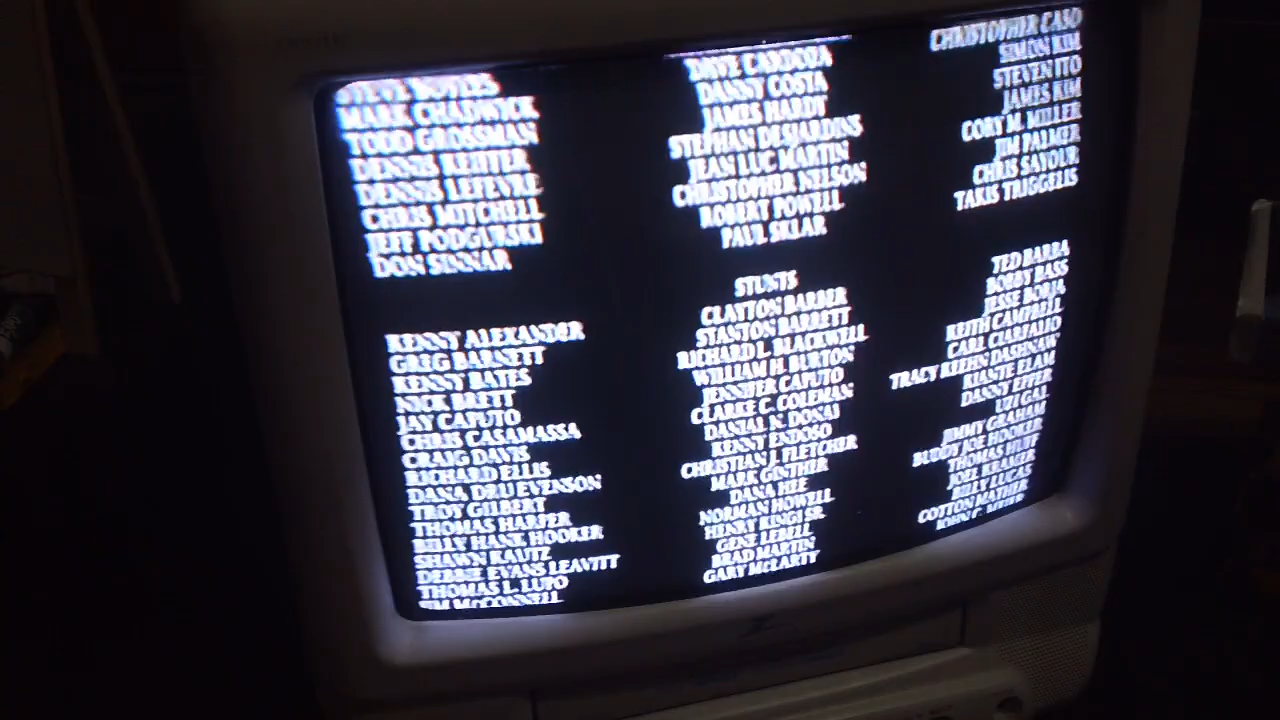 STEVE NOYLES
MARK CHADWICK
TODD GROSSMAN
DENNIS REITER
DENNIS LEFEVRE
CHRIS MITCHELL
JEFF PODGURSKI
DON SINNAR
DAVE CARDOZA
DANNY COSTA
JAMES HARDY
STEPHAN DESJARDINS
JEAN LUC MARTIN
CHRISTOPHER NELSON
ROBERT POWELL
PAUL SKLAR
CHRISTOPHER CASO
SIMON KIM
STEVEN ITO
JAMES KIM
CORY M. MILLER
JIM PALMER
CHRIS SAYOUR
TAKIS TRIGGELIS
STUNTS
KENNY ALEXANDER
GREG BARNETT
KENNY BATES
NICK BRETT
JAY CAPUTO
CHRIS CASAMASSA
CRAIG DAVIS
RICHARD ELLIS
DANA DRU EVENSON
TROY GILBERT
THOMAS HARPER
BILLY HANK HOOKER
SHAWN KAUTZ
DEBBIE EVANS LEAVITT
THOMAS L. LUPO
JIM McCONNELL
CLAYTON BARBER
STANTON BARRETT
RICHARD L. BLACKWELL
WILLIAM H. BURTON
JENNIFER CAPUTO
CLARKE C. COLEMAN
DANIAL N. DONAI
KENNY ENDOSO
CHRISTIAN J. FLETCHER
MARK GINTHER
DANA HEE
NORMAN HOWELL
HENRY KINGI SR.
GENE LEBELL
BRAD MARTIN
GARY McLARTY
TED BARBA
BOBBY BASS
JESSE BORJA
KEITH CAMPBELL
CARL CIARFALIO
TRACY KEEHN DASHNAW
KIANTE ELAM
DANNY EPPER
UZI GAL
JIMMY GRAHAM
BUDDY JOE HOOKER
THOMAS HUFF
JOEL KRAMER
BILLY LUCAS
COTTON MATHER
JOHN C. MEIER